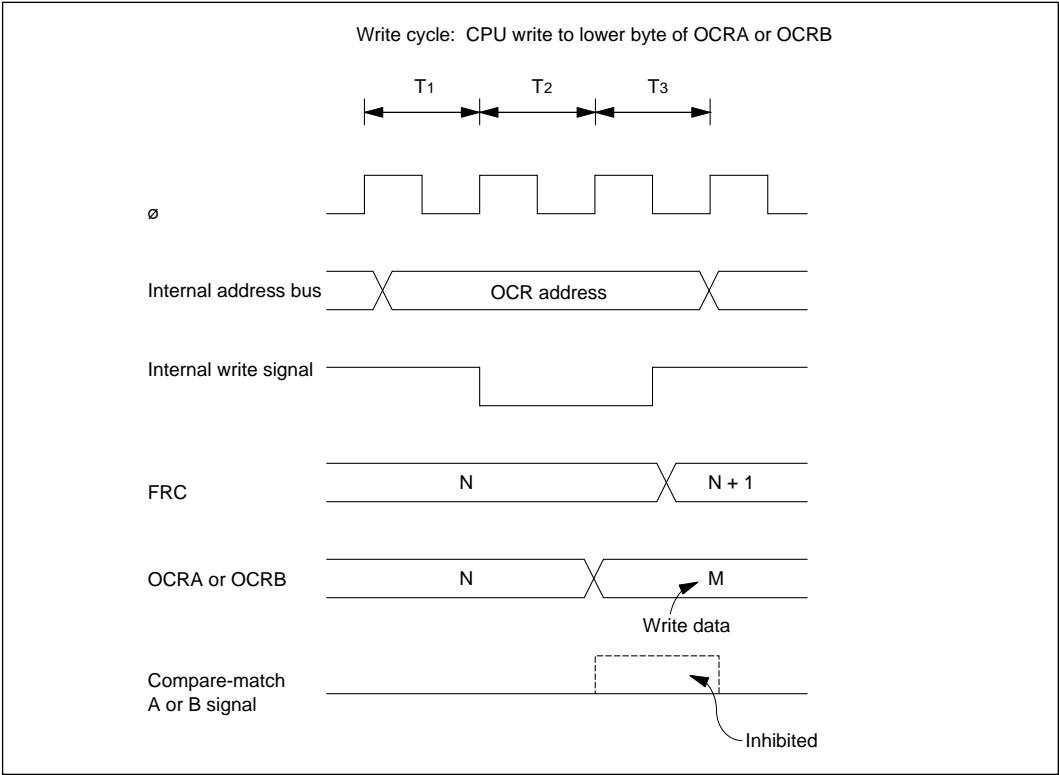 Write cycle: CPU write to lower byte of OCRA or OCRB
T1 T2 T3
ø
Internal address bus
OCR address
Internal write signal
FRC
N
N + 1
OCRA or OCRB
N
M
Write data
Compare-match
A or B signal
Inhibited